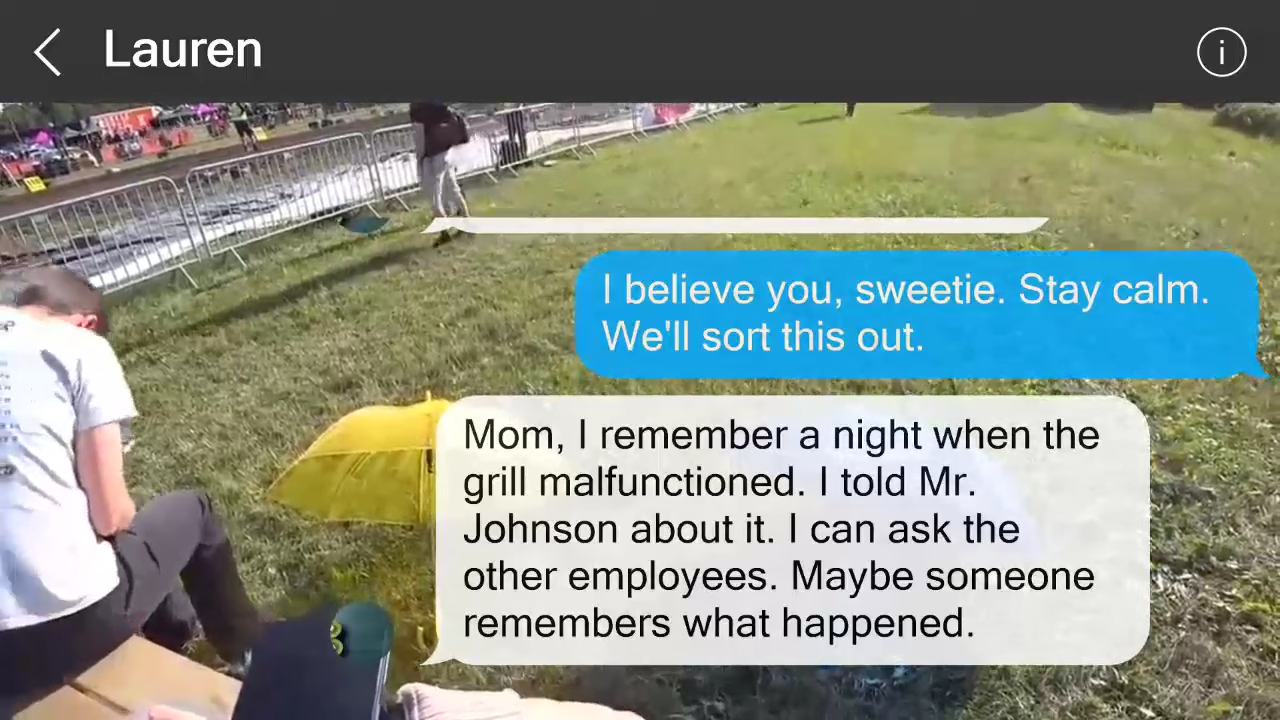 Lauren
I believe you, sweetie. Stay calm.
We'll sort this out.
Mom, I remember a night when the
grill malfunctioned. I told Mr.
Johnson about it. I can ask the
other employees. Maybe someone
remembers what happened.